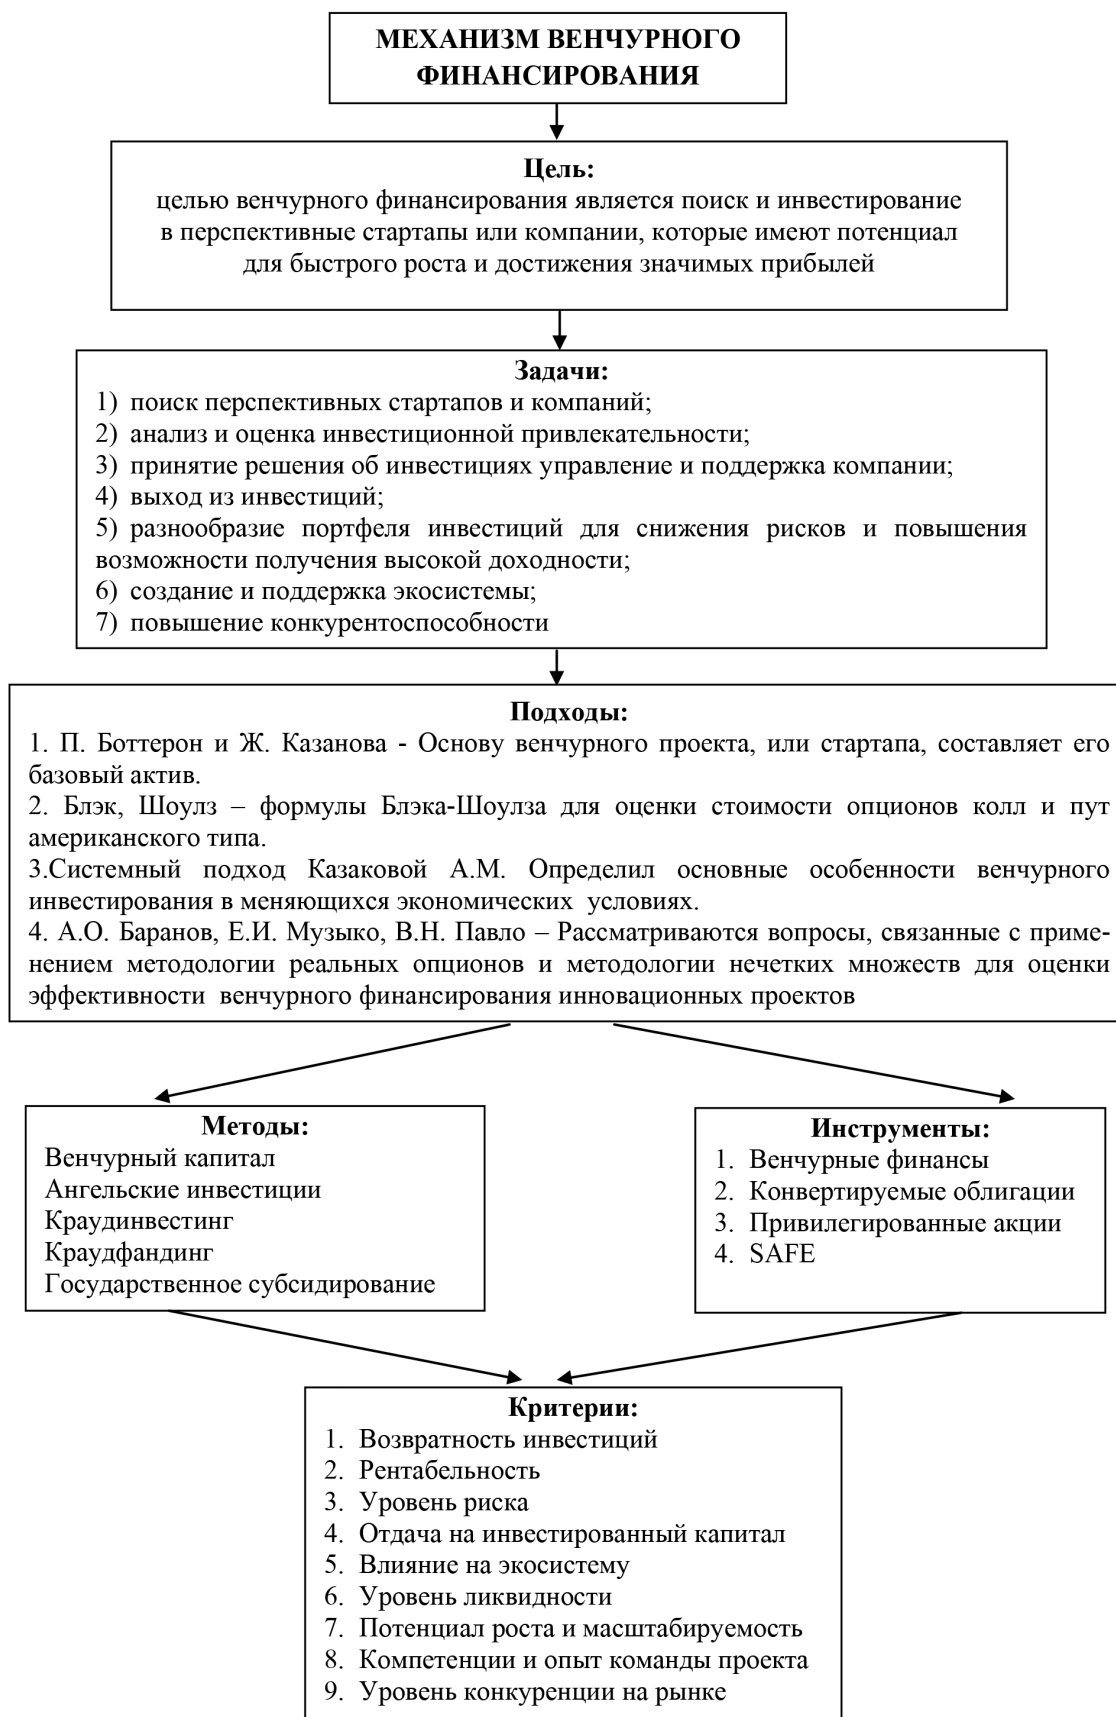 МЕХАНИЗМ ВЕНЧУРНОГО
ФИНАНСИРОВАНИЯ
Цель:
целью венчурного финансирования является поиск и инвестирование
в перспективные стартапы или компании, которые имеют потенциал
для быстрого роста и достижения значимых прибылей
Задачи:
1) поиск перспективных стартапов и компаний;
2) анализ и оценка инвестиционной привлекательности;
3) принятие решения об инвестициях управление и поддержка компании;
4) выход из инвестиций;
5) разнообразие портфеля инвестиций для снижения рисков и повышения
возможности получения высокой доходности;
6) создание и поддержка экосистемы;
7) повышение конкурентоспособности
Подходы:
1. П. Боттерон и Ж. Казанова - Основу венчурного проекта, или стартапа, составляет его
базовый актив.
2. Блэк, Шоулз – формулы Блэка-Шоулза для оценки стоимости опционов колл и пут
американского типа.
3.Системный подход Казаковой А.М. Определил основные особенности венчурного
инвестирования в меняющихся экономических условиях.
4. А.О. Баранов, Е.И. Музыко, В.Н. Павло – Рассматриваются вопросы, связанные с приме-
нением методологии реальных опционов и методологии нечетких множеств для оценки
эффективности венчурного финансирования инновационных проектов
Методы:
Венчурный капитал
Ангельские инвестиции
Краудинвестинг
Краудфандинг
Государственное субсидирование
Инструменты:
1. Венчурные финансы
2. Конвертируемые облигации
3. Привилегированные акции
4. SAFE
Критерии:
1. Возвратность инвестиций
2. Рентабельность
3. Уровень риска
4. Отдача на инвестированный капитал
5. Влияние на экосистему
6. Уровень ликвидности
7. Потенциал роста и масштабируемость
8. Компетенции и опыт команды проекта
9. Уровень конкуренции на рынке